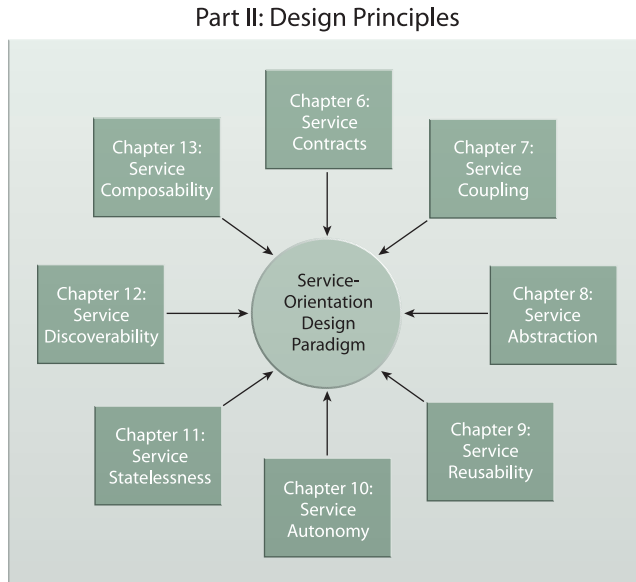 Part II: Design Principles
Chapter 6:
Service
Contracts
Chapter 7:
Service
Coupling
Chapter 8:
Service
Abstraction
Chapter 9:
Service
Reusability
Chapter 10:
Service
Autonomy
Chapter 11:
Service
Statelessness
Chapter 12:
Service
Discoverability
Chapter 13:
Service
Composability
Service-
Orientation
Design
Paradigm